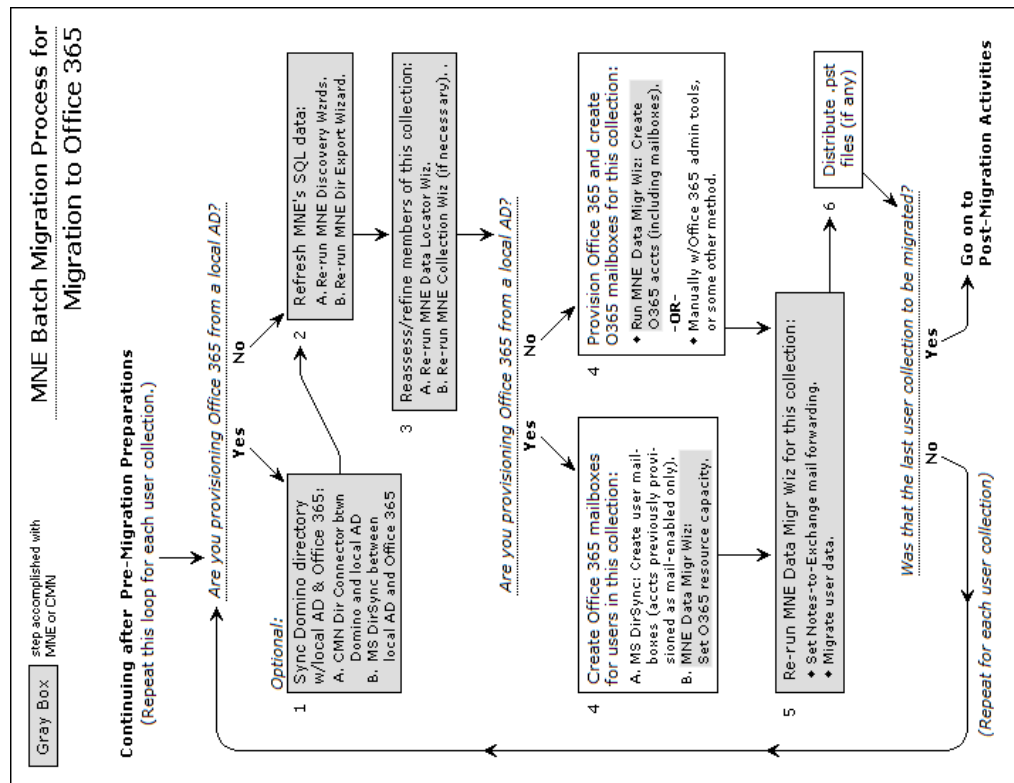 MNE Batch Migration Process for
Migration to Office 365
Gray Box
step accomplished with
MNE or CMN
Continuing after Pre-Migration Preparations
(Repeat this loop for each user collection.)
Are you provisioning Office 365 from a local AD?
Yes
No
Optional:
1
Sync Domino directory
w/local AD & Office 365:
A. CMN Dir Connector btwn
Domino and local AD
B. MS DirSync between
local AD and Office 365
2
Refresh MNE's SQL data:
A. Re-run MNE Discovery Wzrds.
B. Re-run MNE Dir Export Wizard.
3
Reassess/refine members of this collection:
A. Re-run MNE Data Locator Wiz.
B. Re-run MNE Collection Wiz (if necessary). .
Are you provisioning Office 365 from a local AD?
Yes
No
4
Create Office 365 mailboxes
for users in this collection:
A. MS DirSync: Create user mail-
boxes (accts previously provi-
sioned as mail-enabled only).
B. MNE Data Migr Wiz:
Set O365 resource capacity.
4
Provision Office 365 and create
O365 mailboxes for this collection:
◆ Run MNE Data Migr Wiz: Create
O365 accts (including mailboxes).
-OR-
◆ Manually w/Office 365 admin tools,
or some other method.
5
Re-run MNE Data Migr Wiz for this collection:
◆ Set Notes-to-Exchange mail forwarding.
◆ Migrate user data.
6
Distribute .pst
files (if any)
Was that the last user collection to be migrated?
No
Yes
(Repeat for each user collection)
Go on to
Post-Migration Activities